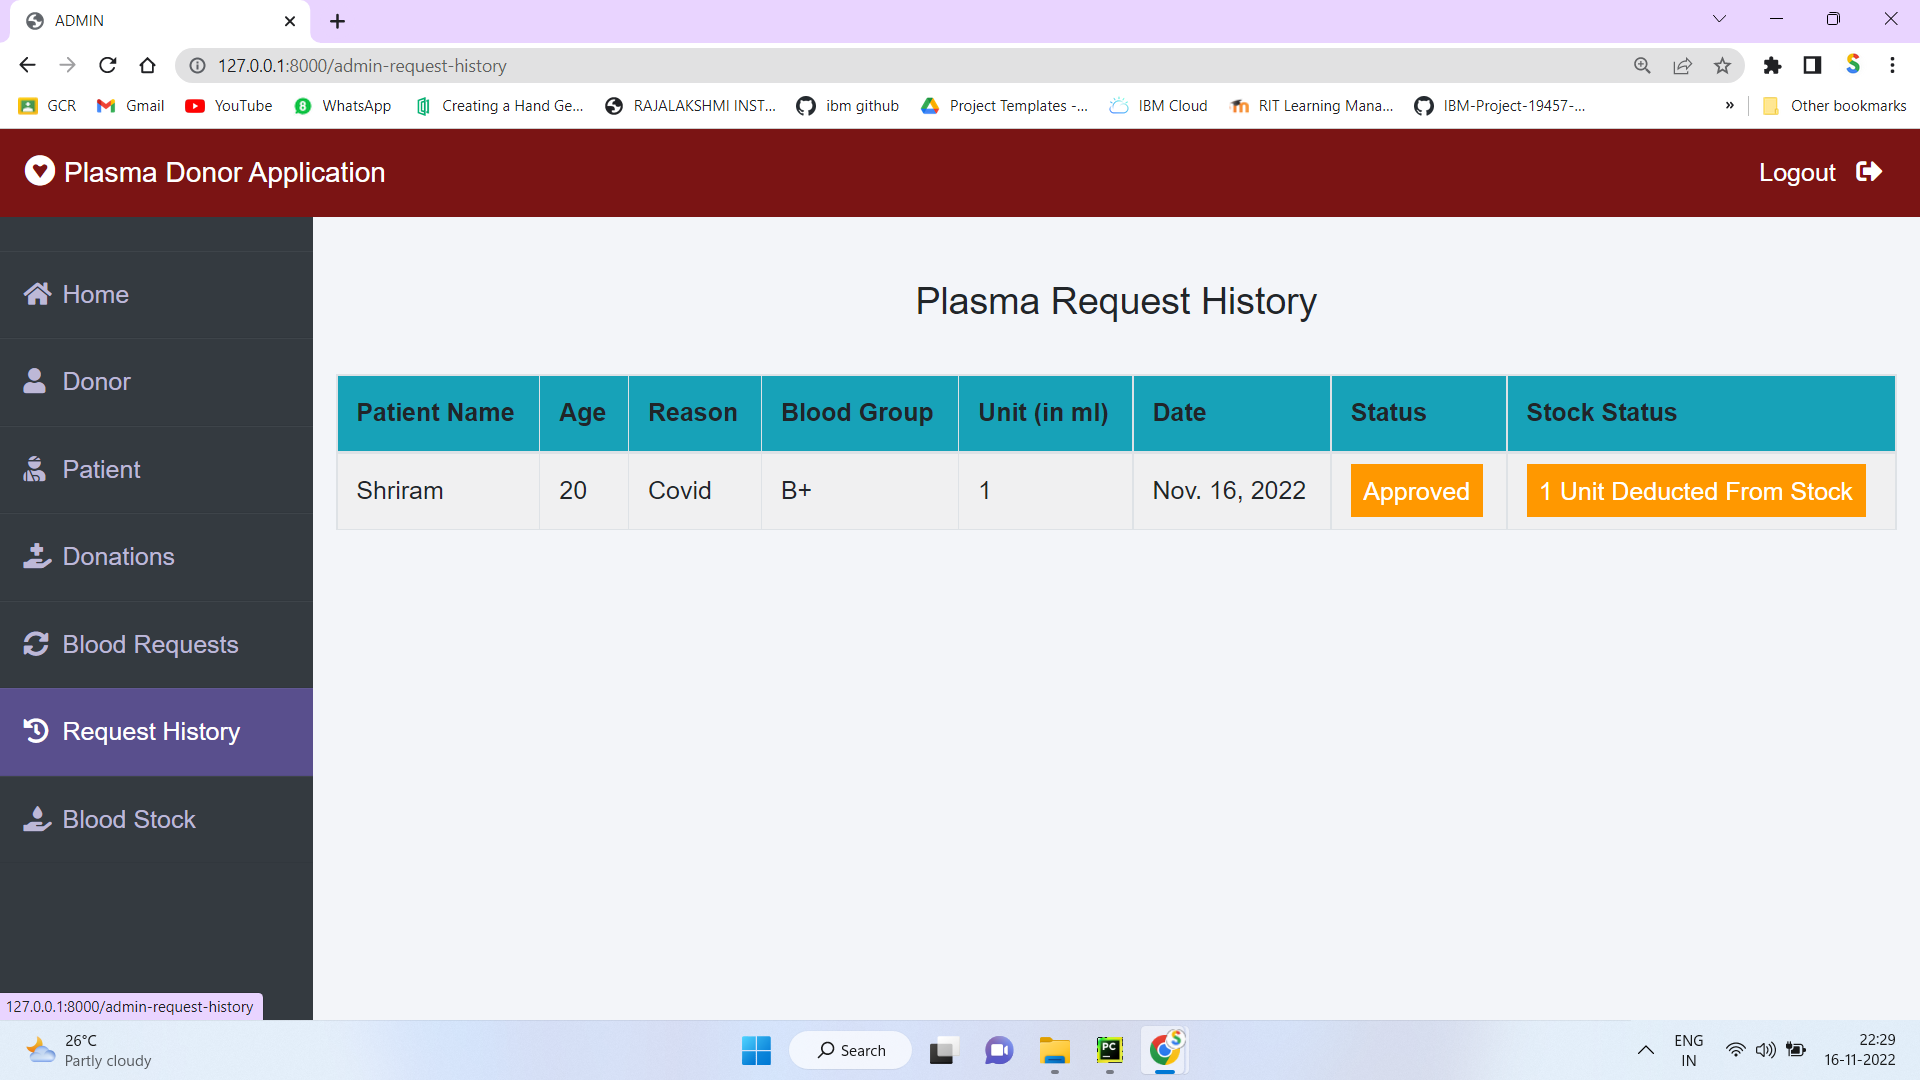 ADMIN
127.0.0.1:8000/admin-request-history
GCR Gmail YouTube WhatsApp Creating a Hand Ge... RAJALAKSHMI INST... ibm github Project Templates -... IBM Cloud RIT Learning Mana... IBM-Project-19457-... » Other bookmarks
Plasma Donor Application Logout
Home
Donor
Patient
Donations
Blood Requests
Request History
Blood Stock
Plasma Request History
Patient Name Age Reason Blood Group Unit (in ml) Date Status Stock Status
Shriram 20 Covid B+ 1 Nov. 16, 2022 Approved 1 Unit Deducted From Stock
127.0.0.1:8000/admin-request-history
26°C
Partly cloudy
Search
PC
ENG
IN
22:29
16-11-2022